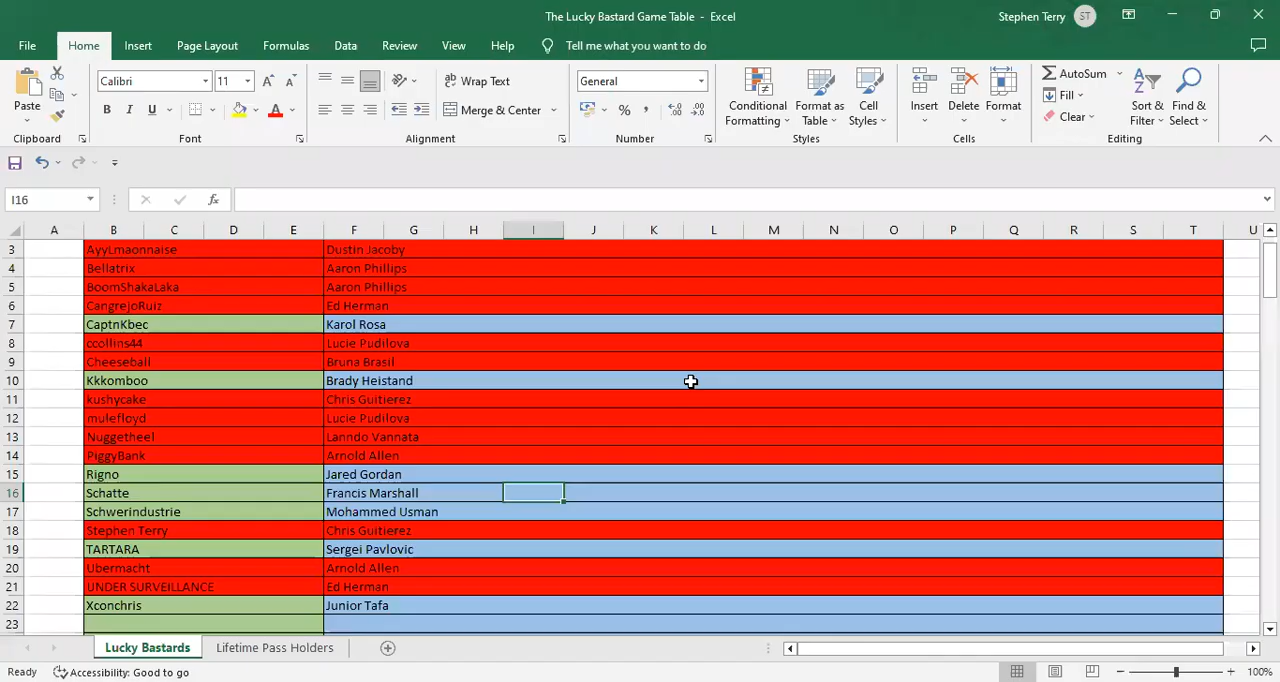 The Lucky Bastard Game Table - Excel
Stephen Terry ST
File Home Insert Page Layout Formulas Data Review View Help Tell me what you want to do
Paste
Calibri 11
Wrap Text
Merge & Center
General
Conditional Formatting
Format as Table
Cell Styles
Insert Delete Format
AutoSum
Fill
Clear
Sort & Filter
Find & Select
Clipboard Font Alignment Number Styles Cells Editing
I16 fx
A B C D E F G H I J K L M N O P Q R S T U
3 AyyLmaonnaise Dustin Jacoby
4 Bellatrix Aaron Phillips
5 BoomShakaLaka Aaron Phillips
6 CangrejoRuiz Ed Herman
7 CaptnKbec Karol Rosa
8 ccollins44 Lucie Pudilova
9 Cheeseball Bruna Brasil
10 Kkkomboo Brady Heistand
11 kushycake Chris Guitierez
12 mulefloyd Lucie Pudilova
13 Nuggetheel Lanndo Vannata
14 PiggyBank Arnold Allen
15 Rigno Jared Gordan
16 Schatte Francis Marshall
17 Schwerindustrie Mohammed Usman
18 Stephen Terry Chris Guitierez
19 TARTARA Sergei Pavlovic
20 Ubermacht Arnold Allen
21 UNDER SURVEILLANCE Ed Herman
22 Xconchris Junior Tafa
23
Lucky Bastards Lifetime Pass Holders
Ready Accessibility: Good to go 100%